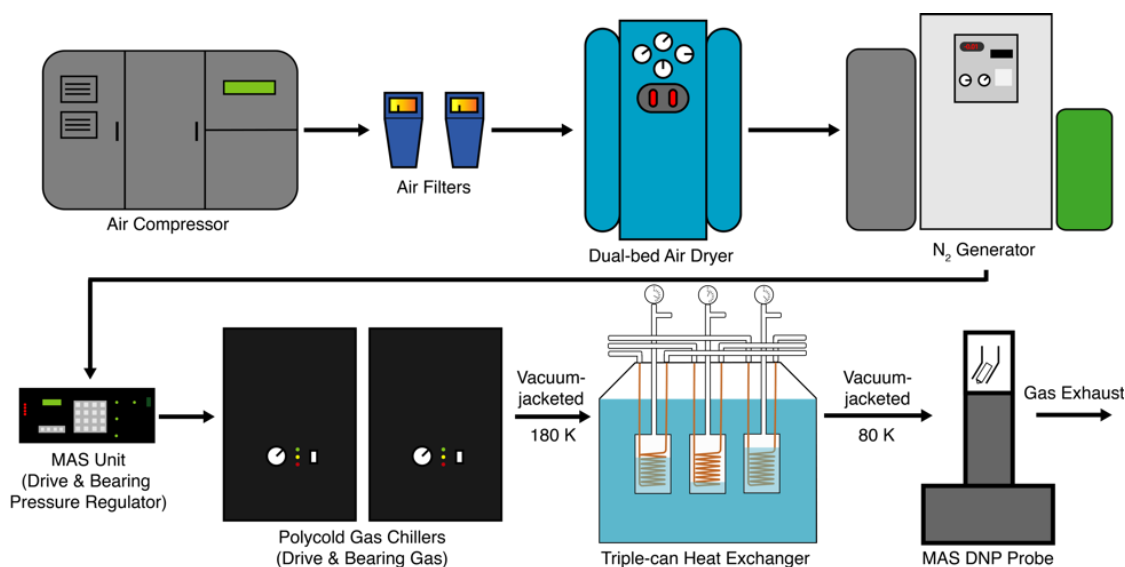 Air Compressor
Air Filters
Dual-bed Air Dryer
N₂ Generator
MAS Unit
(Drive & Bearing
Pressure Regulator)
Polycold Gas Chillers
(Drive & Bearing Gas)
Vacuum-
jacketed
180 K
Triple-can Heat Exchanger
Vacuum-
jacketed
80 K
MAS DNP Probe
Gas Exhaust